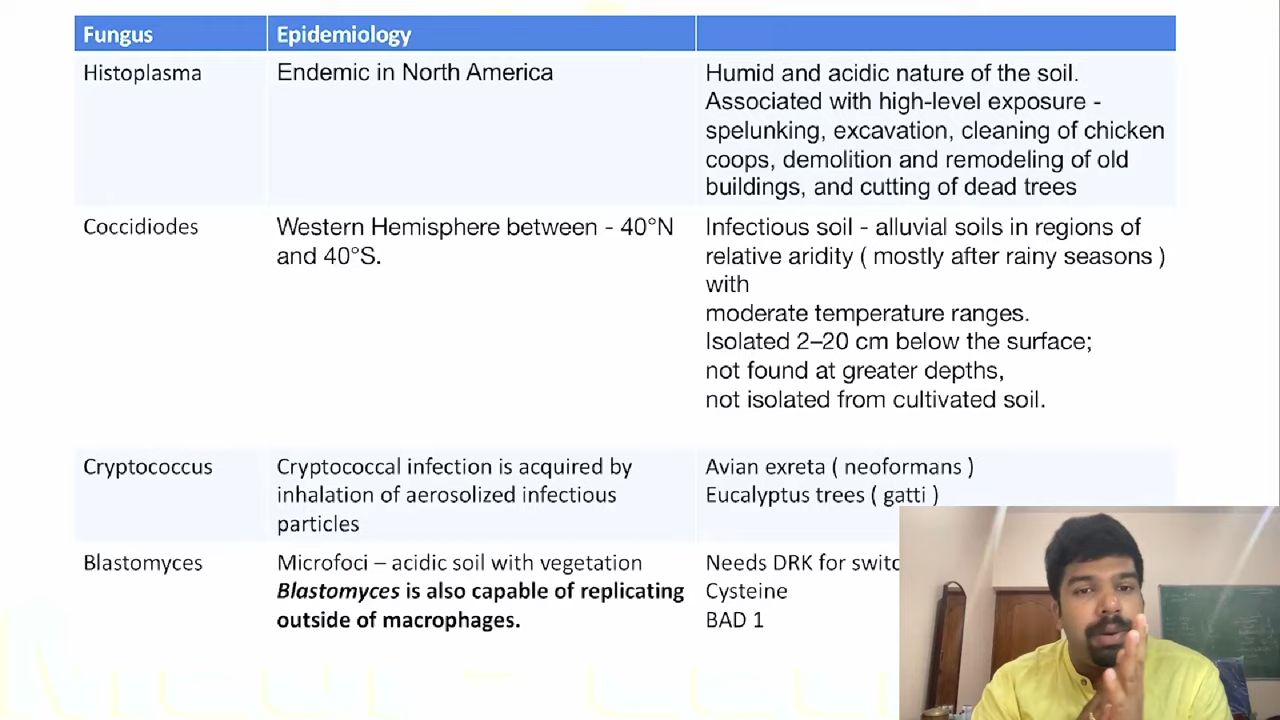 Fungus
Epidemiology
Histoplasma
Endemic in North America
Humid and acidic nature of the soil.
Associated with high-level exposure -
spelunking, excavation, cleaning of chicken
coops, demolition and remodeling of old
buildings, and cutting of dead trees
Coccidiodes
Western Hemisphere between - 40°N
and 40°S.
Infectious soil - alluvial soils in regions of
relative aridity ( mostly after rainy seasons )
with
moderate temperature ranges.
Isolated 2–20 cm below the surface;
not found at greater depths,
not isolated from cultivated soil.
Cryptococcus
Cryptococcal infection is acquired by
inhalation of aerosolized infectious
particles
Avian exreta ( neoformans )
Eucalyptus trees ( gatti )
Blastomyces
Microfoci – acidic soil with vegetation
Blastomyces is also capable of replicating
outside of macrophages.
Needs DRK for
Cysteine
BAD 1